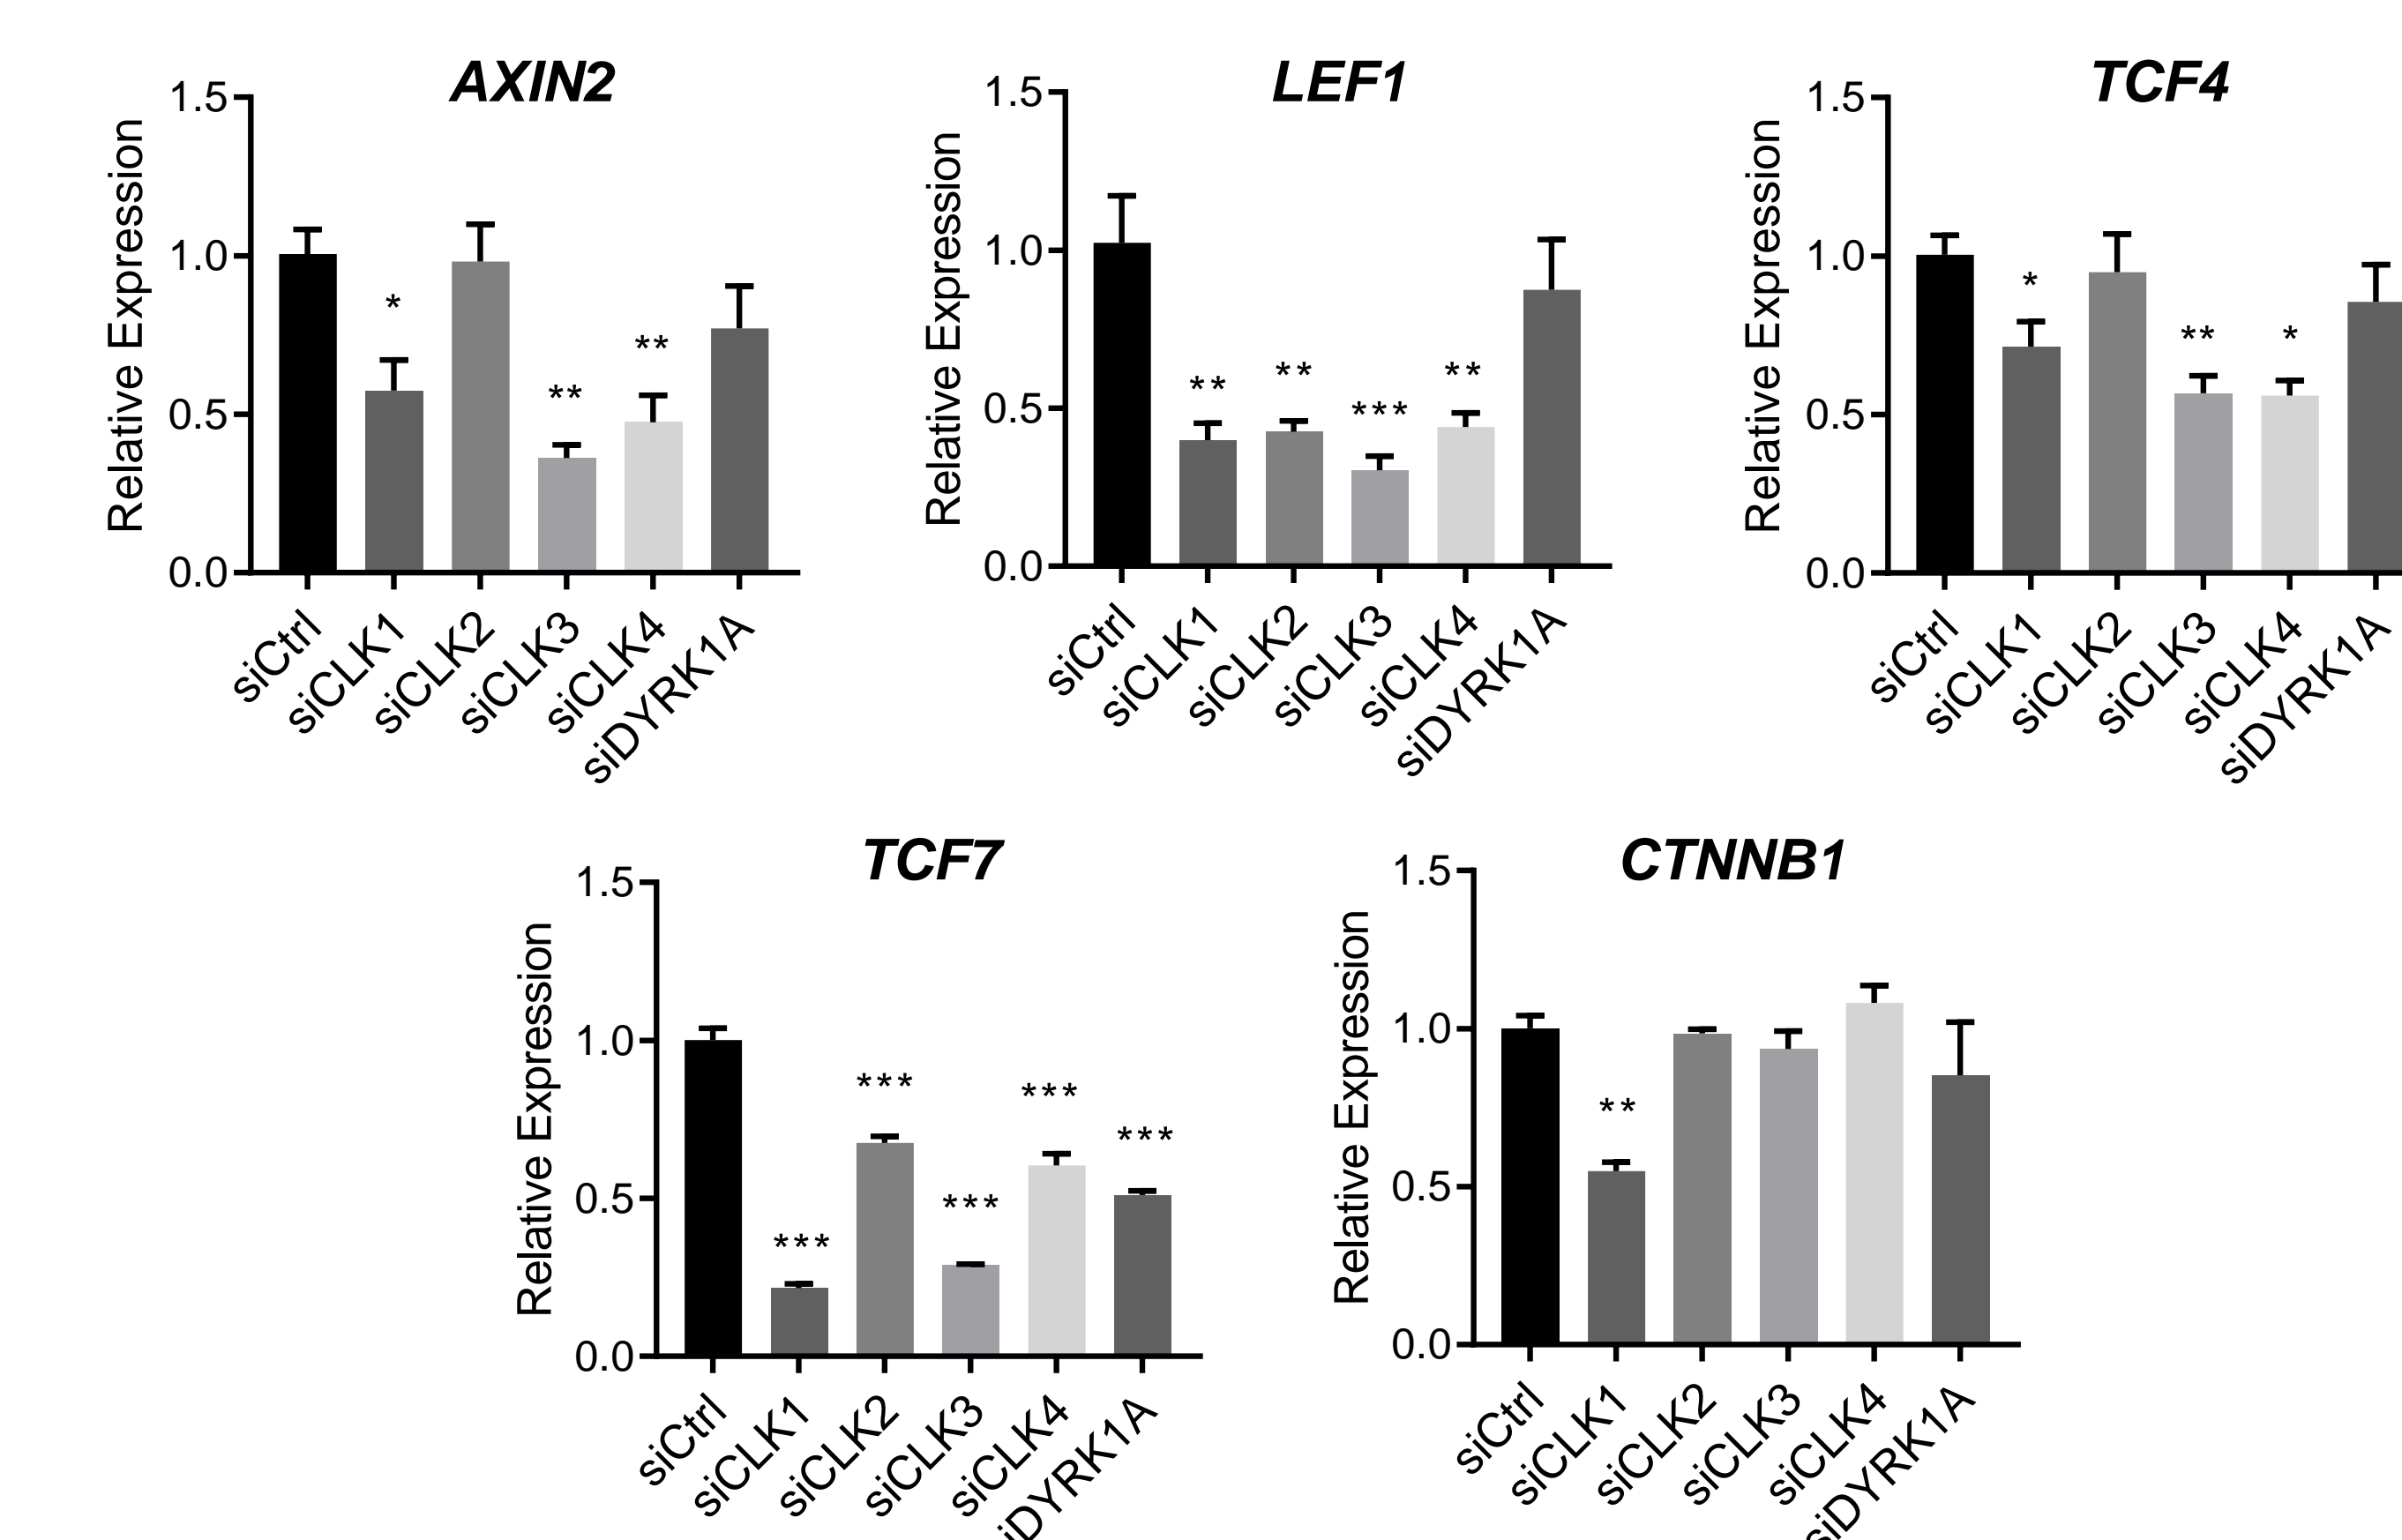 AXIN2
Relative Expression
1.5
1.0
0.5
0.0
*
**
**
siCtrl
siCLK1
siCLK2
siCLK3
siCLK4
siDYRK1A
LEF1
Relative Expression
1.5
1.0
0.5
0.0
**
**
***
**
siCtrl
siCLK1
siCLK2
siCLK3
siCLK4
siDYRK1A
TCF4
Relative Expression
1.5
1.0
0.5
0.0
*
**
*
siCtrl
siCLK1
siCLK2
siCLK3
siCLK4
siDYRK1A
TCF7
Relative Expression
1.5
1.0
0.5
0.0
***
***
***
***
***
siCtrl
siCLK1
siCLK2
siCLK3
siCLK4
iDYRK1A
CTNNB1
Relative Expression
1.5
1.0
0.5
0.0
**
siCtrl
siCLK1
siCLK2
siCLK3
siCLK4
siDYRK1A